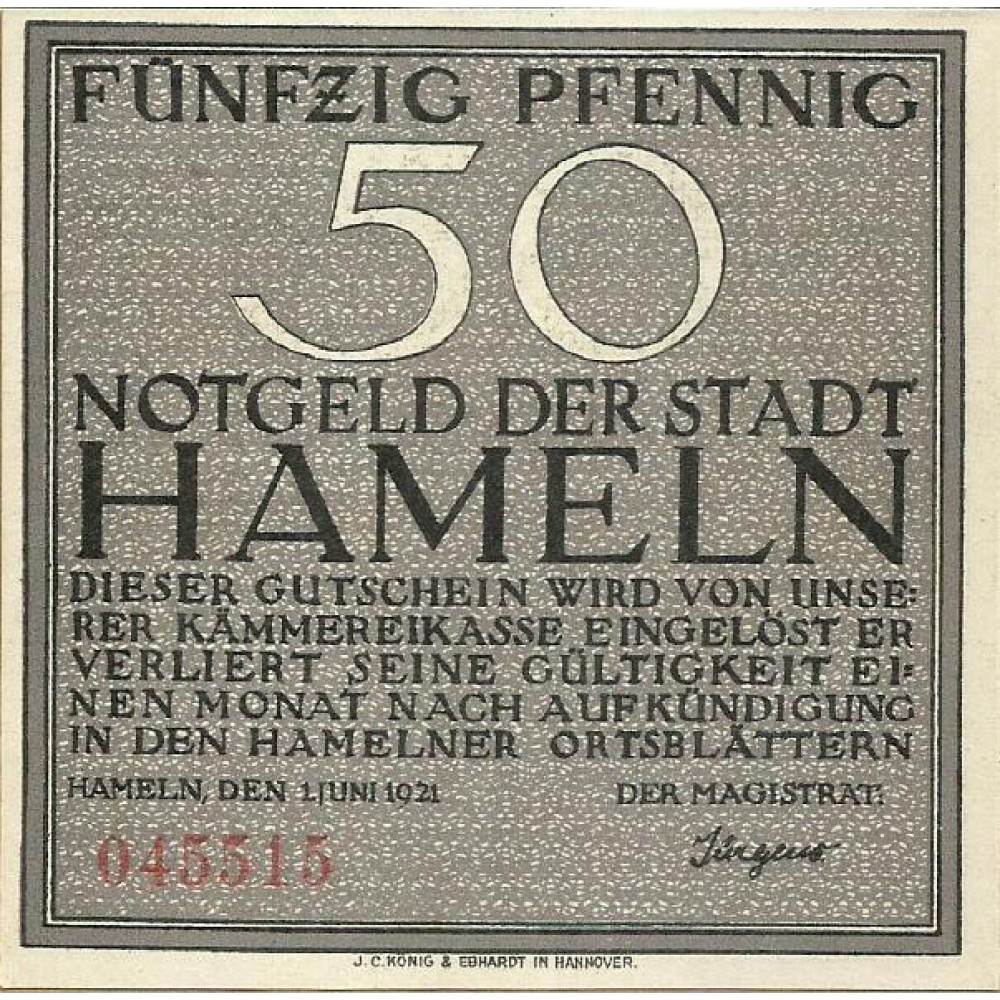 FÜNFZIG PFENNIG
50
NOTGELD DER STADT
HAMELN
DIESER GUTSCHEIN WIRD VON UNSE=
RER KÄMMEREIKASSE EINGELÖST ER
VERLIERT SEINE GÜLTIGKEIT EI=
NEN MONAT NACH AUFKÜNDIGUNG
IN DEN HAMELNER ORTSBLÄTTERN
HAMELN, DEN 1. JUNI 1921 DER MAGISTRAT:
045515 Jürgens
J. C. KÖNIG & EBHARDT IN HANNOVER.